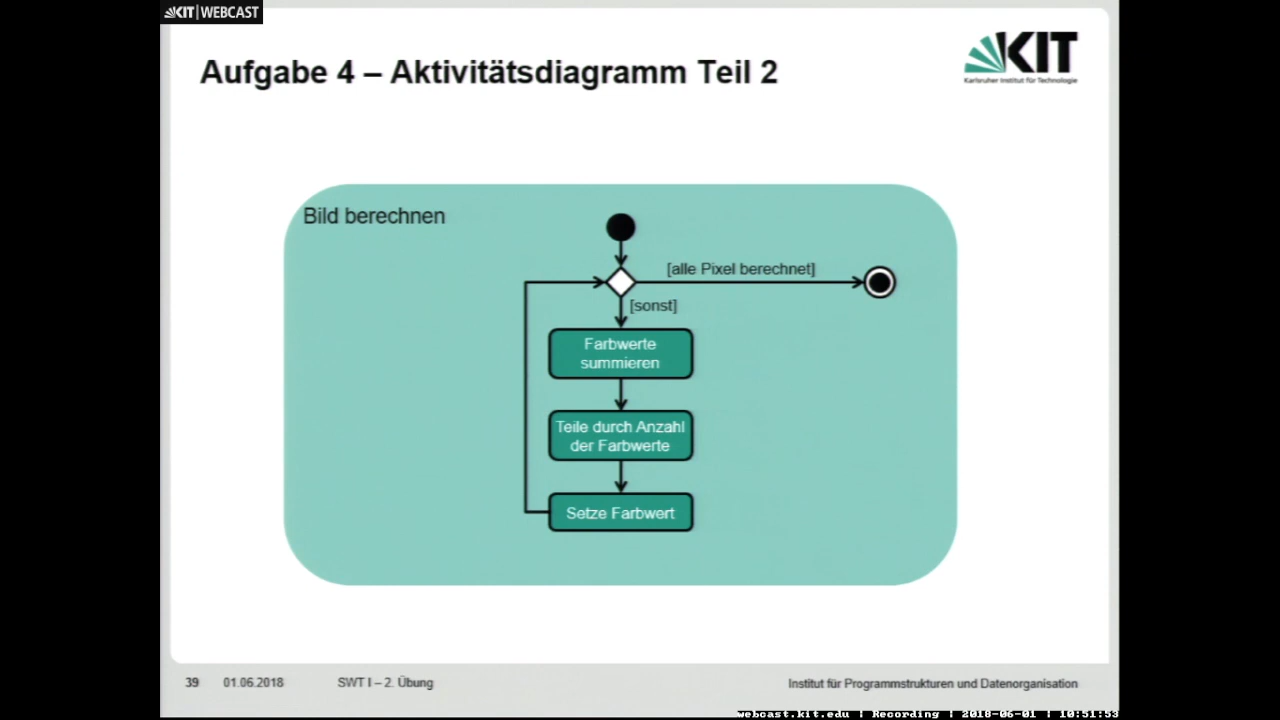 KIT | WEBCAST
Aufgabe 4 – Aktivitätsdiagramm Teil 2
KIT
Karlsruher Institut für Technologie
Bild berechnen
[alle Pixel berechnet]
[sonst]
Farbwerte
summieren
Teile durch Anzahl
der Farbwerte
Setze Farbwert
39 01.06.2018 SWT I – 2. Übung Institut für Programmstrukturen und Datenorganisation
webcast.kit.edu | Recording | 2018-06-01 | 10:51:53